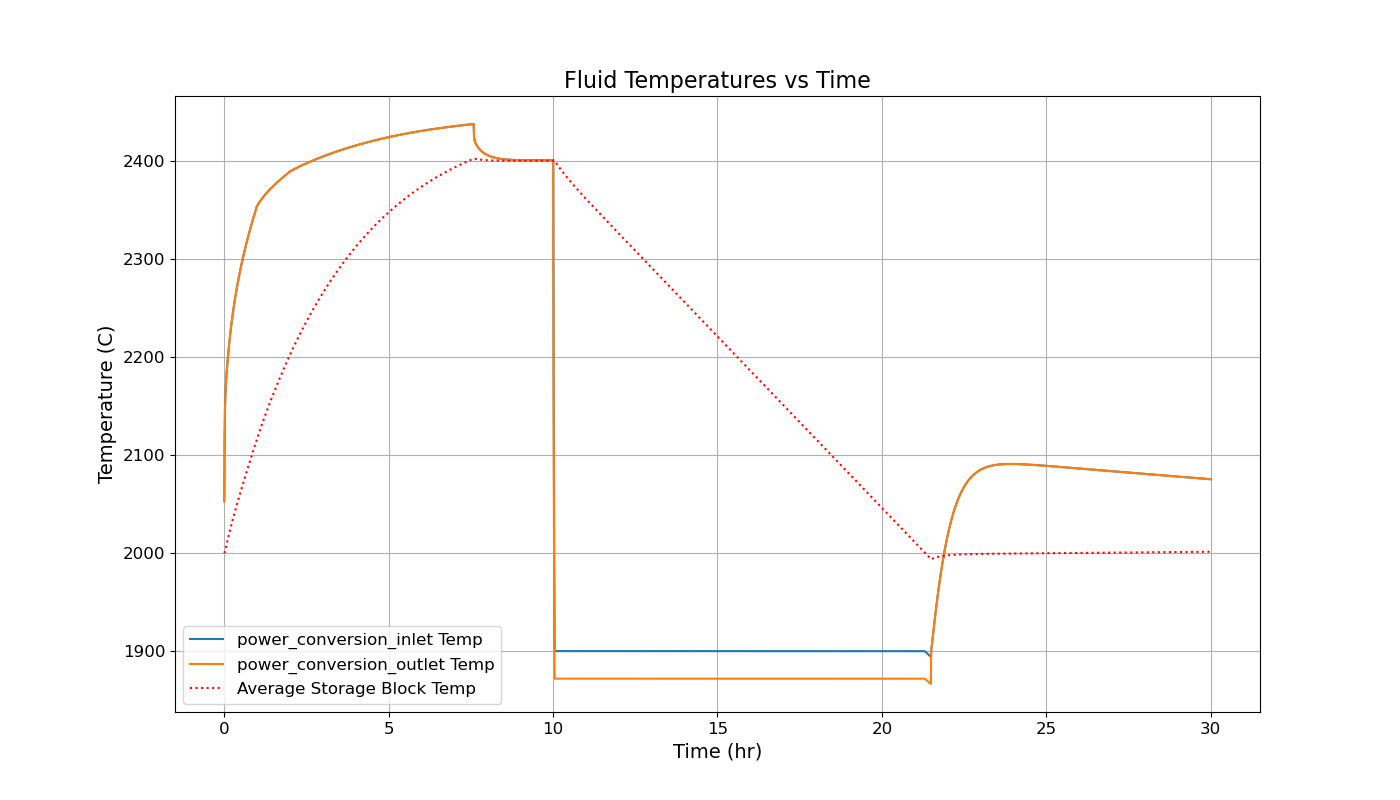 Fluid Temperatures vs Time
Temperature (C)
2400
2300
2200
2100
2000
1900
power_conversion_inlet Temp
power_conversion_outlet Temp
Average Storage Block Temp
0 5 10 15 20 25 30
Time (hr)